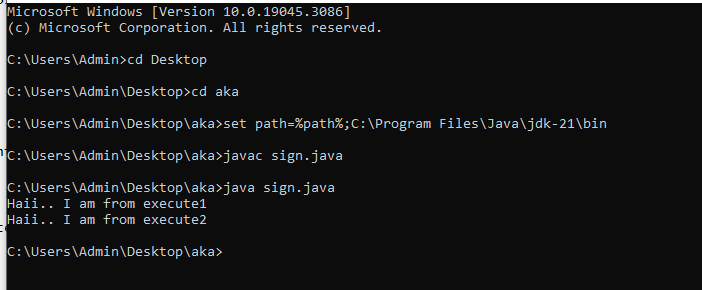 Microsoft Windows [Version 10.0.19045.3086]
(c) Microsoft Corporation. All rights reserved.
C:\Users\Admin>cd Desktop
C:\Users\Admin\Desktop>cd aka
C:\Users\Admin\Desktop\aka>set path=%path%;C:\Program Files\Java\jdk-21\bin
C:\Users\Admin\Desktop\aka>javac sign.java
C:\Users\Admin\Desktop\aka>java sign.java
Haii.. I am from execute1
Haii.. I am from execute2
C:\Users\Admin\Desktop\aka>